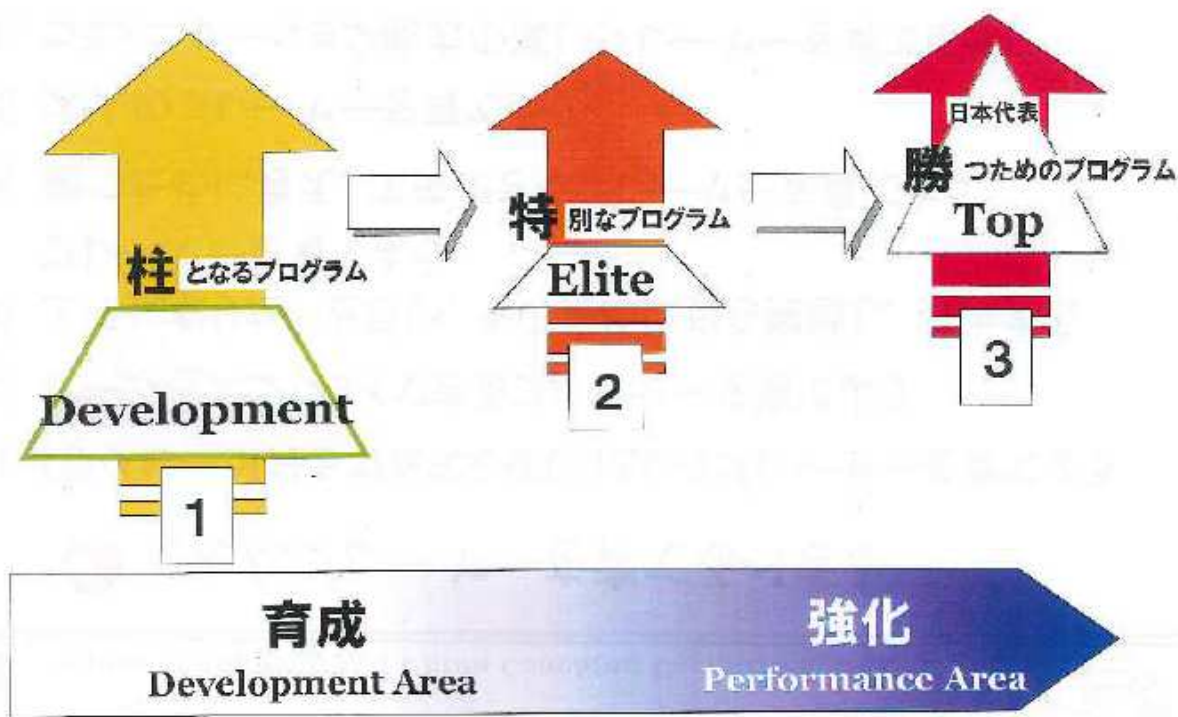 柱となるプログラム
Development
1
特別なプログラム
Elite
2
日本代表
勝つためのプログラム
Top
3
育成
Development Area
強化
Performance Area